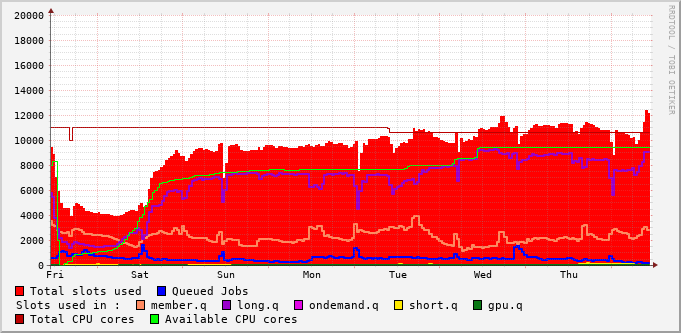 20000
18000
16000
14000
12000
10000
8000
6000
4000
2000
0
Fri Sat Sun Mon Tue Wed Thu
RRDTOOL / TOBI OETIKER
Total slots used Queued Jobs
Slots used in : member.q long.q ondemand.q short.q gpu.q
Total CPU cores Available CPU cores